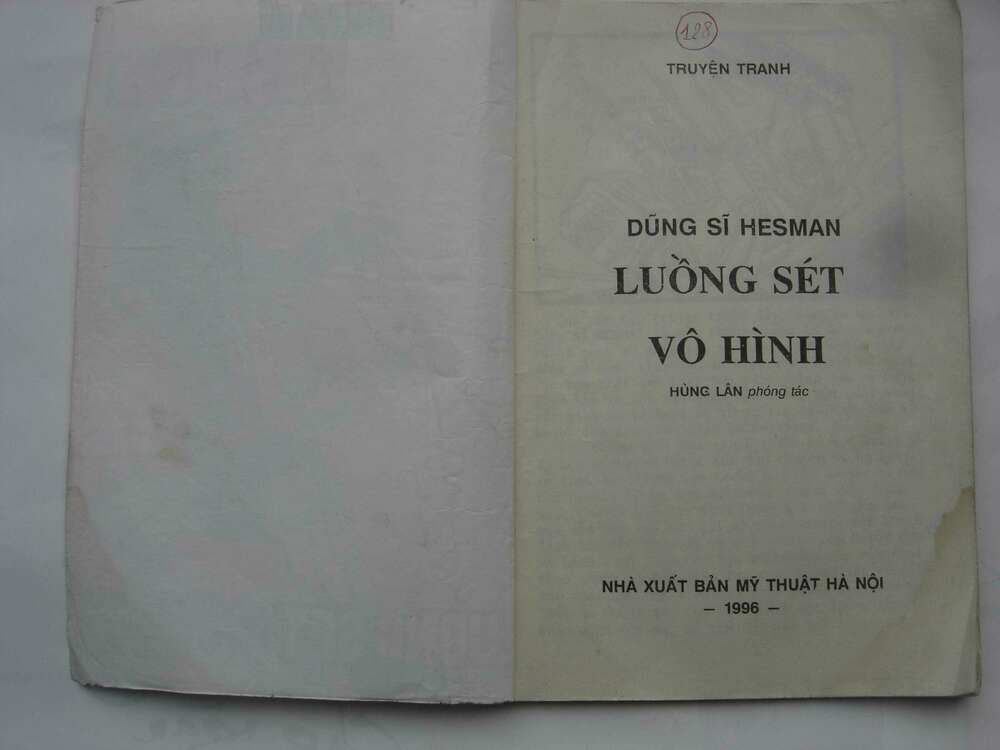 128
TRUYỆN TRANH
DŨNG SĨ HESMAN
LUỒNG SÉT
VÔ HÌNH
HÙNG LÂN phóng tác
NHÀ XUẤT BẢN MỸ THUẬT HÀ NỘI
– 1996 –